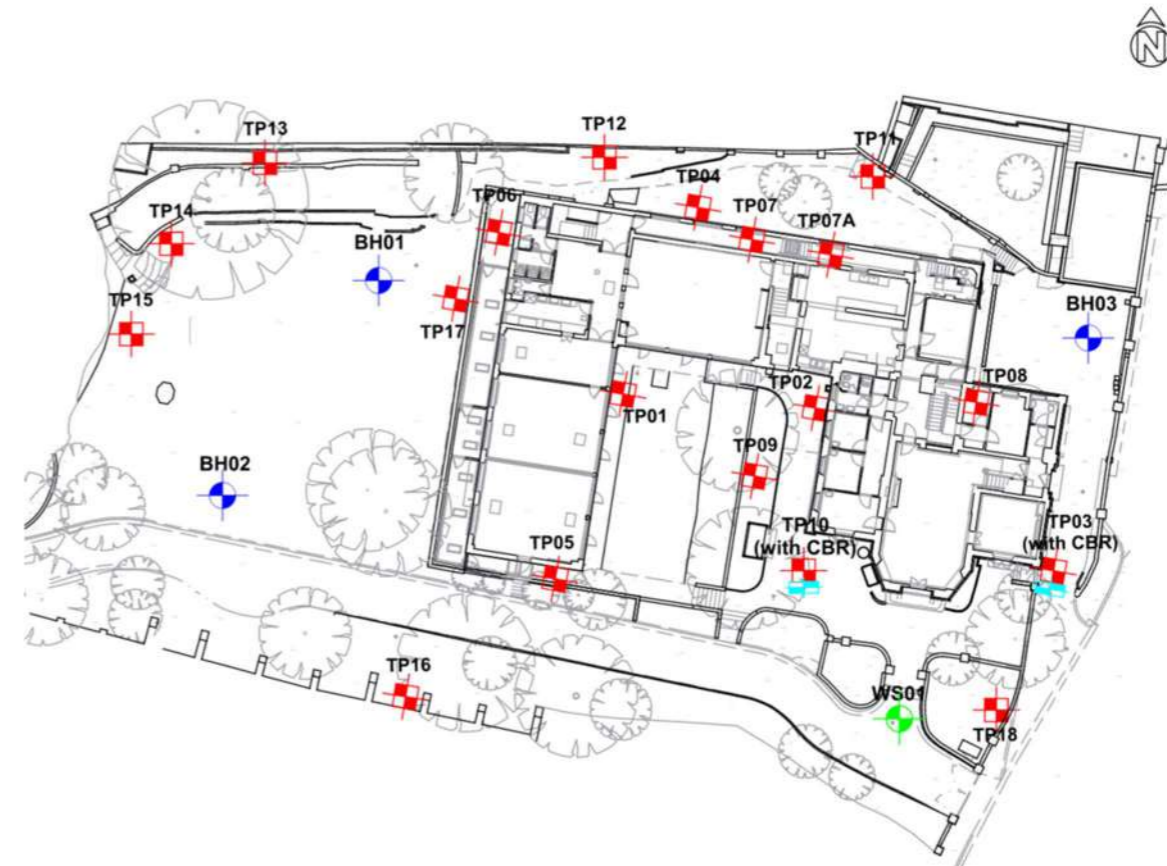 N
TP13
TP12
TP11
TP04
TP06
TP07
TP07A
TP14
BH01
TP15
TP17
BH03
TP02
TP08
TP01
TP09
BH02
TP10
(with CBR)
TP03
(with CBR)
TP05
TP16
WS01
TP18